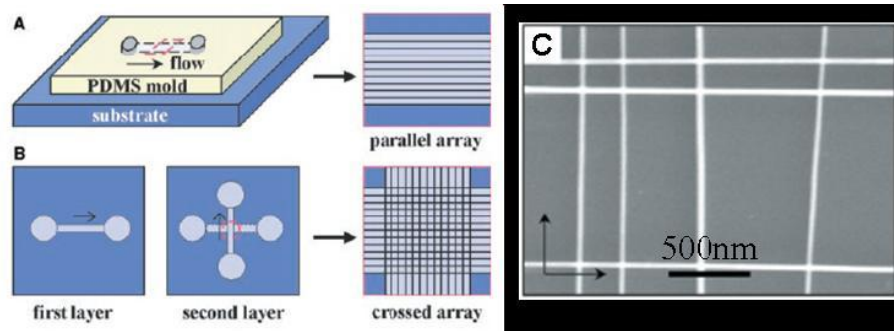 A
flow
PDMS mold
substrate
parallel array
B
first layer
second layer
crossed array
C
500nm